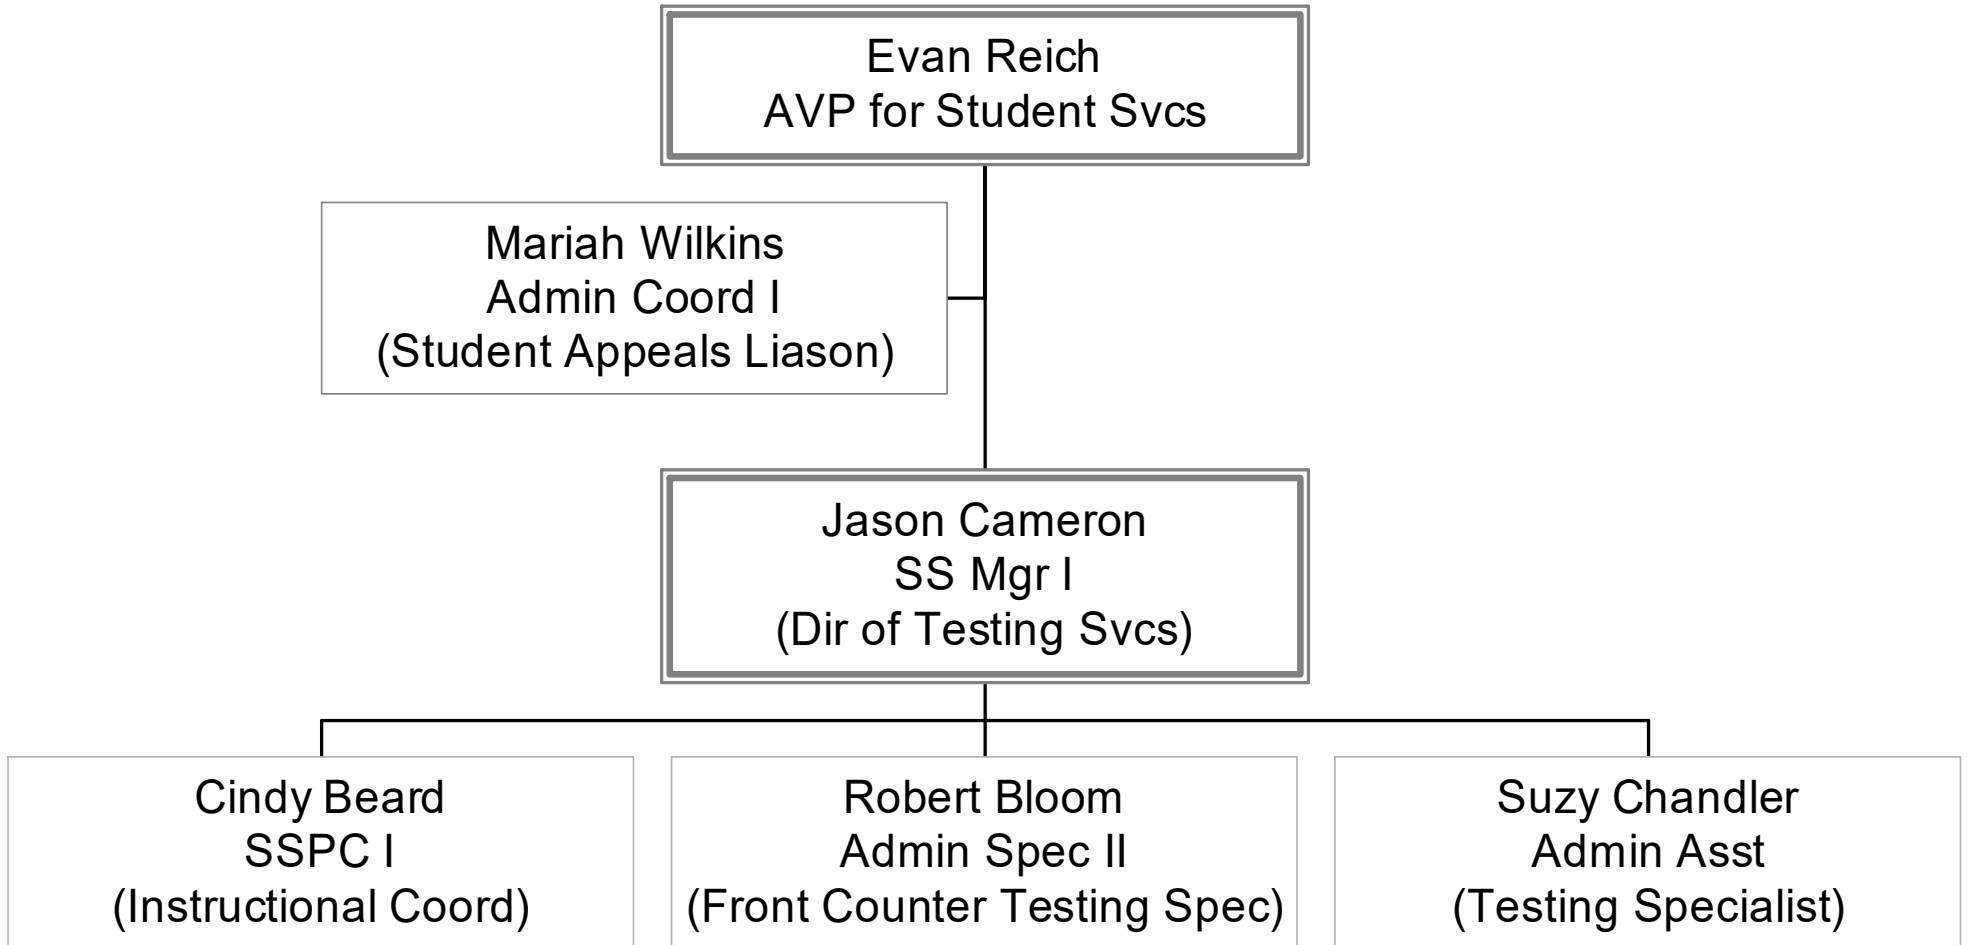 Evan Reich
AVP for Student Svcs
Mariah Wilkins
Admin Coord I
(Student Appeals Liason)
Jason Cameron
SS Mgr I
(Dir of Testing Svcs)
Cindy Beard
SSPC I
(Instructional Coord)
Robert Bloom
Admin Spec II
(Front Counter Testing Spec)
Suzy Chandler
Admin Asst
(Testing Specialist)